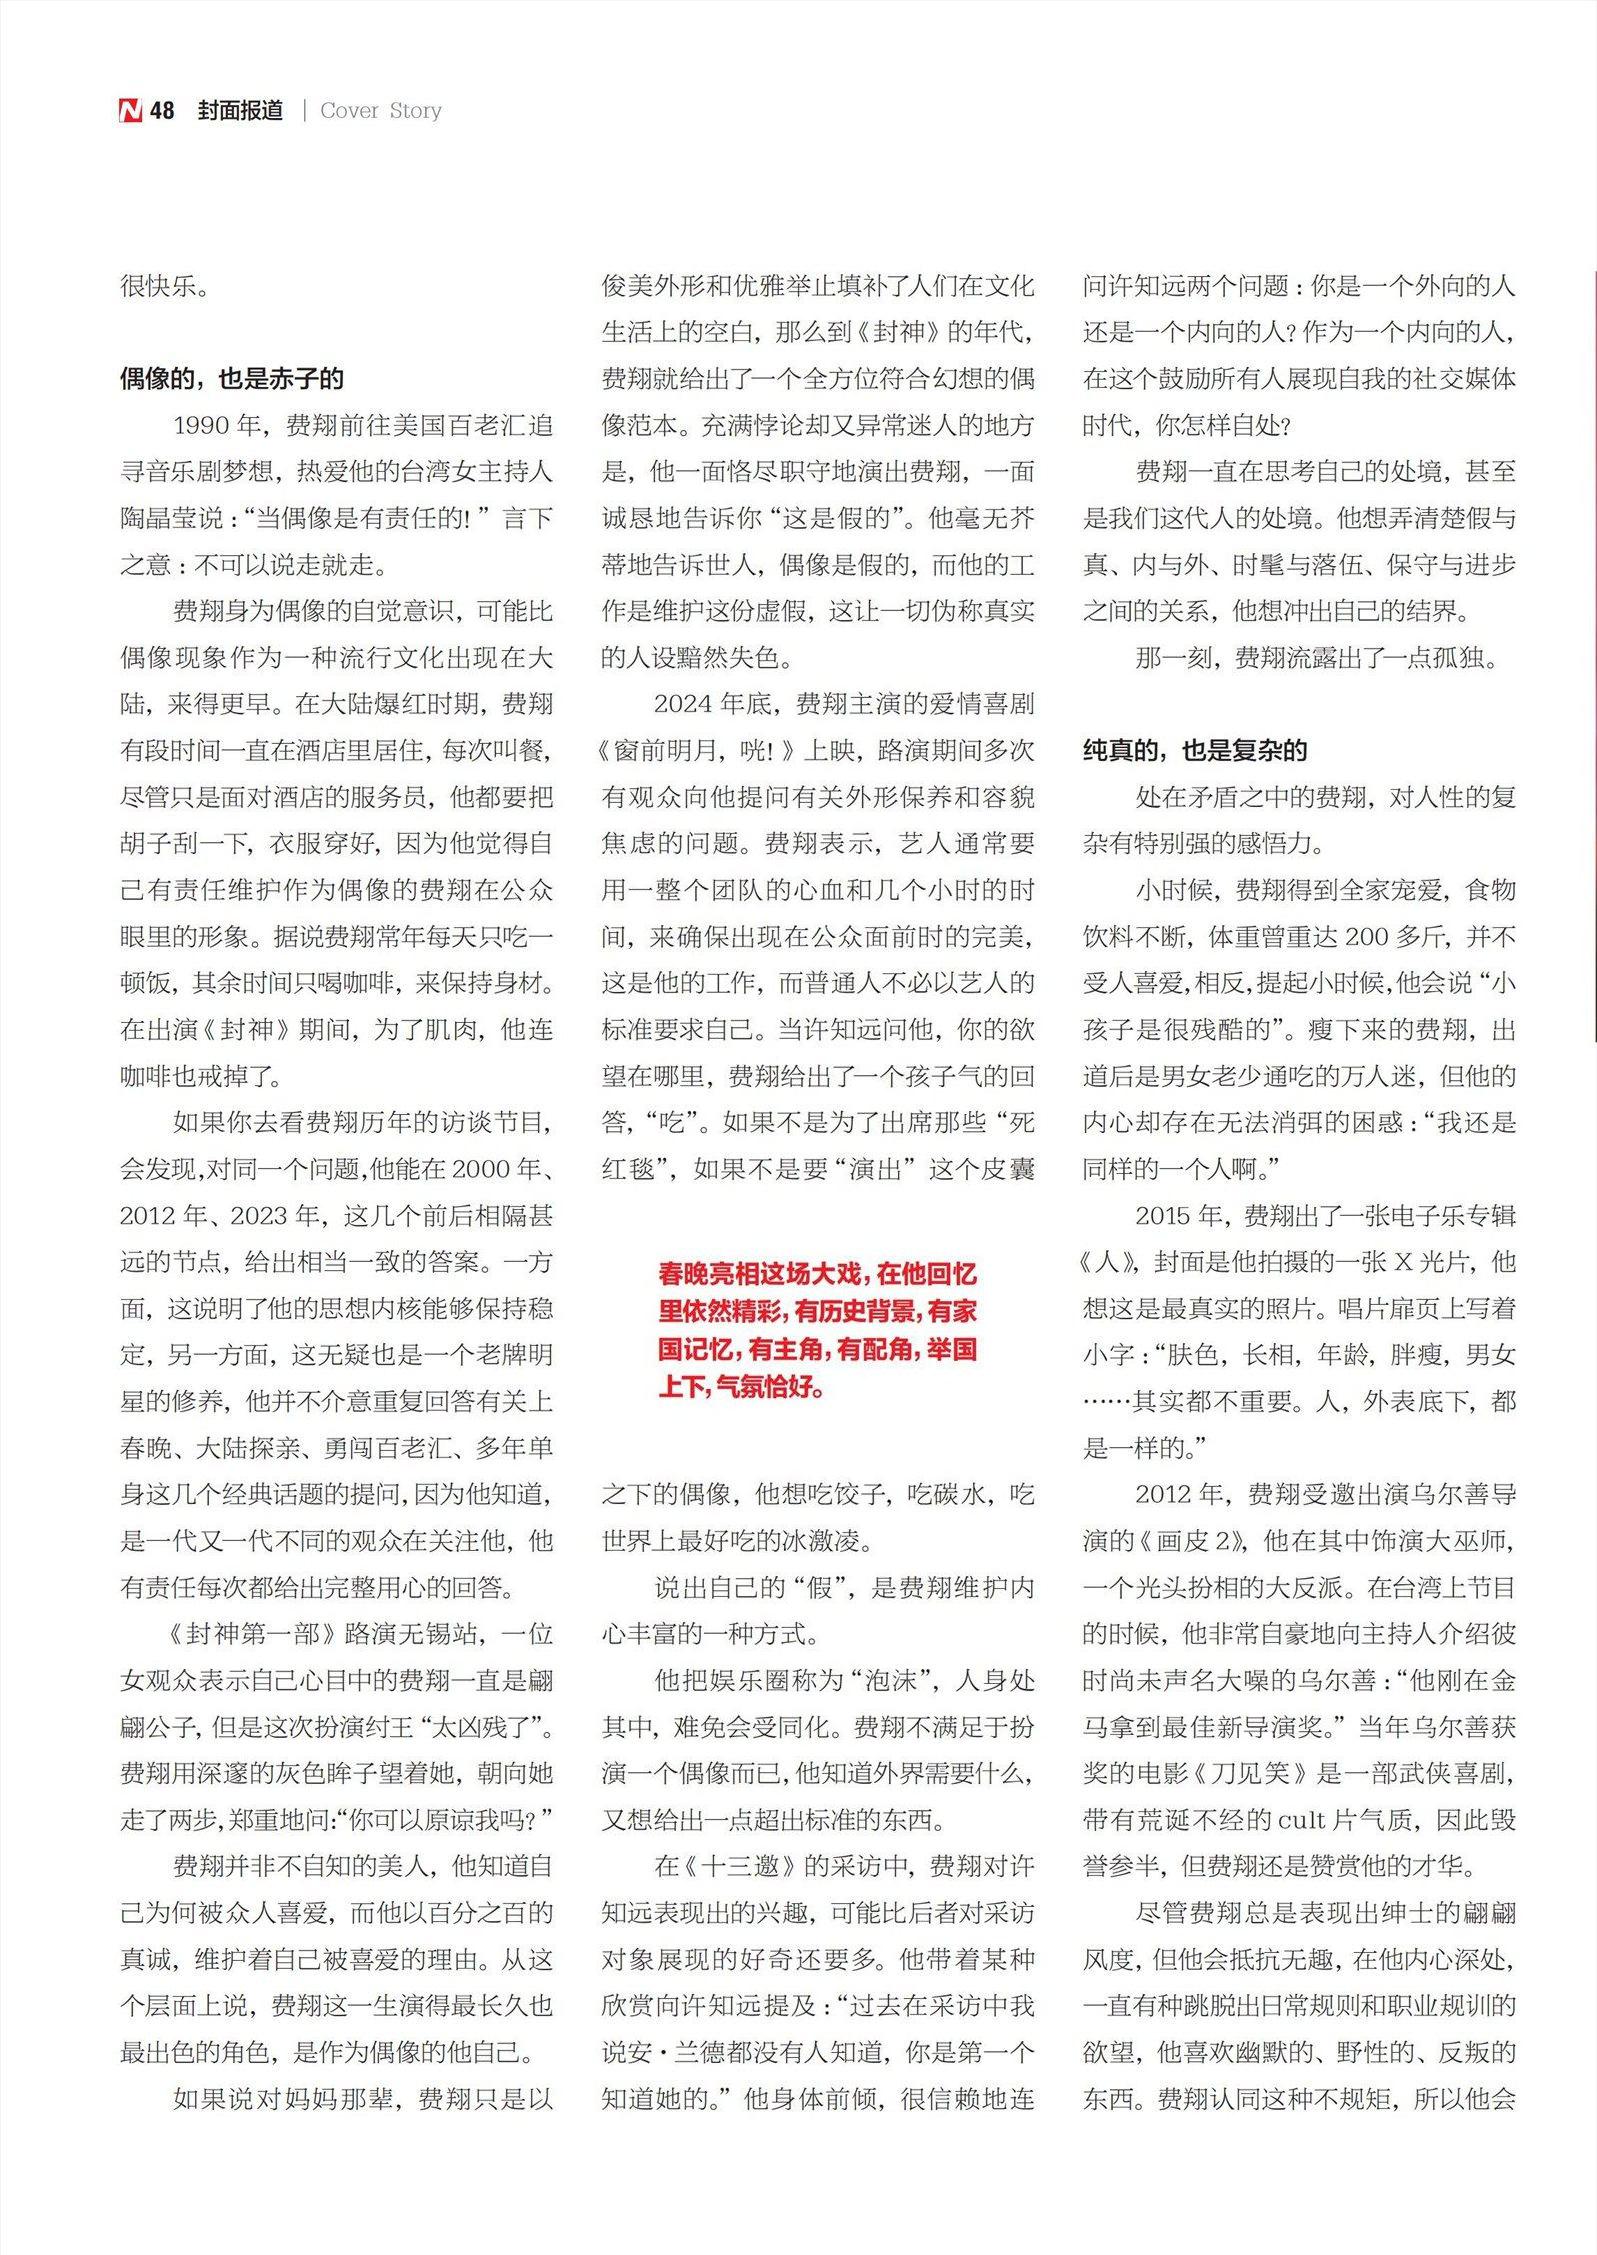 N 48 封面报道 | Cover Story
很快乐。
偶像的，也是赤子的
1990 年，费翔前往美国百老汇追
寻音乐剧梦想，热爱他的台湾女主持人
陶晶莹说：“当偶像是有责任的！”言下
之意：不可以说走就走。
费翔身为偶像的自觉意识，可能比
偶像现象作为一种流行文化出现在大
陆，来得更早。在大陆爆红时期，费翔
有段时间一直在酒店里居住，每次叫餐，
尽管只是面对酒店的服务员，他都要把
胡子刮一下，衣服穿好，因为他觉得自
己有责任维护作为偶像的费翔在公众
眼里的形象。据说费翔常年每天只吃一
顿饭，其余时间只喝咖啡，来保持身材。
在出演《封神》期间，为了肌肉，他连
咖啡也戒掉了。
如果你去看费翔历年的访谈节目，
会发现，对同一个问题，他能在 2000 年、
2012 年、2023 年，这几个前后相隔甚
远的节点，给出相当一致的答案。一方
面，这说明了他的思想内核能够保持稳
定，另一方面，这无疑也是一个老牌明
星的修养，他并不介意重复回答有关上
春晚、大陆探亲、勇闯百老汇、多年单
身这几个经典话题的提问，因为他知道，
是一代又一代不同的观众在关注他，他
有责任每次都给出完整用心的回答。
《封神第一部》路演无锡站，一位
女观众表示自己心目中的费翔一直是翩
翩公子，但是这次扮演纣王“太凶残了”。
费翔用深邃的灰色眸子望着她，朝向她
走了两步，郑重地问：“你可以原谅我吗？”
费翔并非不自知的美人，他知道自
己为何被众人喜爱，而他以百分之百的
真诚，维护着自己被喜爱的理由。从这
个层面上说，费翔这一生演得最长久也
最出色的角色，是作为偶像的他自己。
如果说对妈妈那辈，费翔只是以
俊美外形和优雅举止填补了人们在文化
生活上的空白，那么到《封神》的年代，
费翔就给出了一个全方位符合幻想的偶
像范本。充满悖论却又异常迷人的地方
是，他一面恪尽职守地演出费翔，一面
诚恳地告诉你“这是假的”。他毫无芥
蒂地告诉世人，偶像是假的，而他的工
作是维护这份虚假，这让一切伪称真实
的人设黯然失色。
2024 年底，费翔主演的爱情喜剧
《窗前明月，咣！》上映，路演期间多次
有观众向他提问有关外形保养和容貌
焦虑的问题。费翔表示，艺人通常要
用一整个团队的心血和几个小时的时
间，来确保出现在公众面前时的完美，
这是他的工作，而普通人不必以艺人的
标准要求自己。当许知远问他，你的欲
望在哪里，费翔给出了一个孩子气的回
答，“吃”。如果不是为了出席那些“死
红毯”，如果不是要“演出”这个皮囊
春晚亮相这场大戏，在他回忆
里依然精彩，有历史背景，有家
国记忆，有主角，有配角，举国
上下，气氛恰好。
之下的偶像，他想吃饺子，吃碳水，吃
世界上最好吃的冰激凌。
说出自己的“假”，是费翔维护内
心丰富的一种方式。
他把娱乐圈称为“泡沫”，人身处
其中，难免会受同化。费翔不满足于扮
演一个偶像而已，他知道外界需要什么，
又想给出一点超出标准的东西。
在《十三邀》的采访中，费翔对许
知远表现出的兴趣，可能比后者对采访
对象展现的好奇还要多。他带着某种
欣赏向许知远提及：“过去在采访中我
说安·兰德都没有人知道，你是第一个
知道她的。”他身体前倾，很信赖地连
问许知远两个问题：你是一个外向的人
还是一个内向的人？作为一个内向的人，
在这个鼓励所有人展现自我的社交媒体
时代，你怎样自处？
费翔一直在思考自己的处境，甚至
是我们这代人的处境。他想弄清楚假与
真、内与外、时髦与落伍、保守与进步
之间的关系，他想冲出自己的结界。
那一刻，费翔流露出了一点孤独。
纯真的，也是复杂的
处在矛盾之中的费翔，对人性的复
杂有特别强的感悟力。
小时候，费翔得到全家宠爱，食物
饮料不断，体重曾重达 200 多斤，并不
受人喜爱，相反，提起小时候，他会说“小
孩子是很残酷的”。瘦下来的费翔，出
道后是男女老少通吃的万人迷，但他的
内心却存在无法消弭的困惑：“我还是
同样的一个人啊。”
2015 年，费翔出了一张电子乐专辑
《人》，封面是他拍摄的一张 X 光片，他
想这是最真实的照片。唱片扉页上写着
小字：“肤色，长相，年龄，胖瘦，男女
……其实都不重要。人，外表底下，都
是一样的。”
2012 年，费翔受邀出演乌尔善导
演的《画皮 2》，他在其中饰演大巫师，
一个光头扮相的大反派。在台湾上节目
的时候，他非常自豪地向主持人介绍彼
时尚未声名大噪的乌尔善：“他刚在金
马拿到最佳新导演奖。”当年乌尔善获
奖的电影《刀见笑》是一部武侠喜剧，
带有荒诞不经的 cult 片气质，因此毁
誉参半，但费翔还是赞赏他的才华。
尽管费翔总是表现出绅士的翩翩
风度，但他会抵抗无趣，在他内心深处，
一直有种跳脱出日常规则和职业规训的
欲望，他喜欢幽默的、野性的、反叛的
东西。费翔认同这种不规矩，所以他会